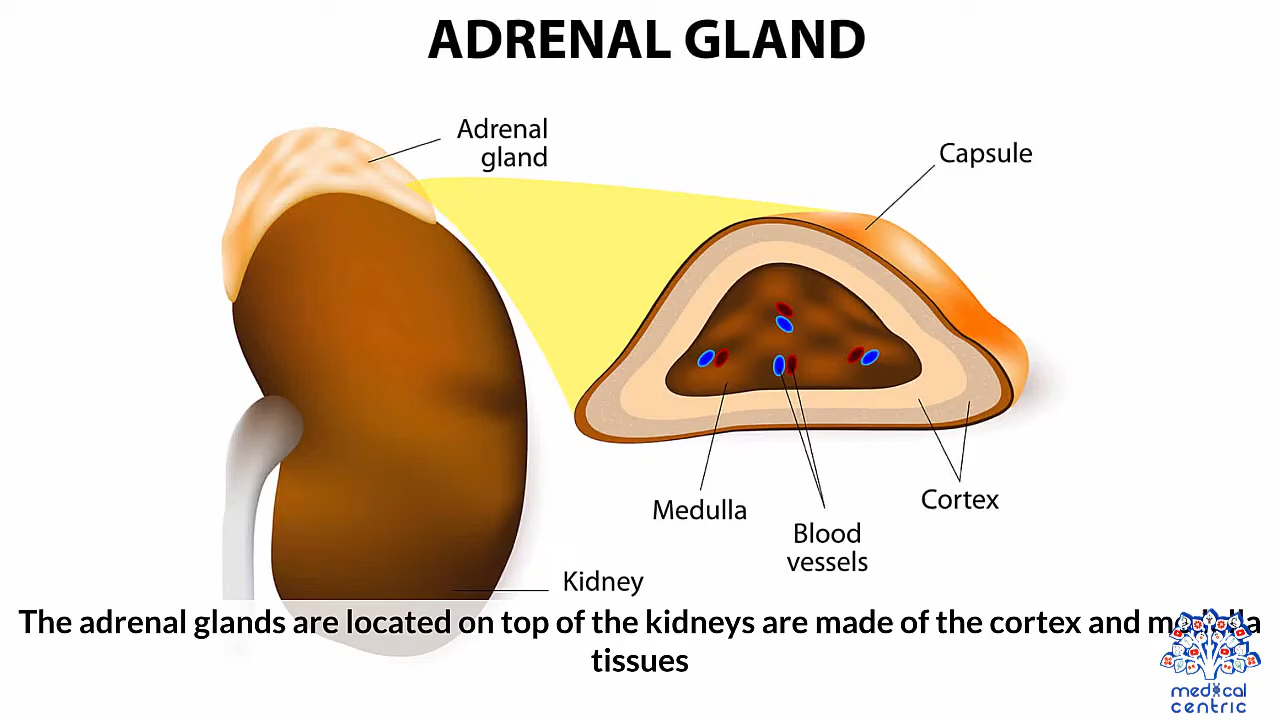 ADRENAL GLAND
Adrenal
gland
Capsule
Medulla
Blood
vessels
Cortex
Kidney
The adrenal glands are located on top of the kidneys are made of the cortex and medulla
tissues
medical
centric